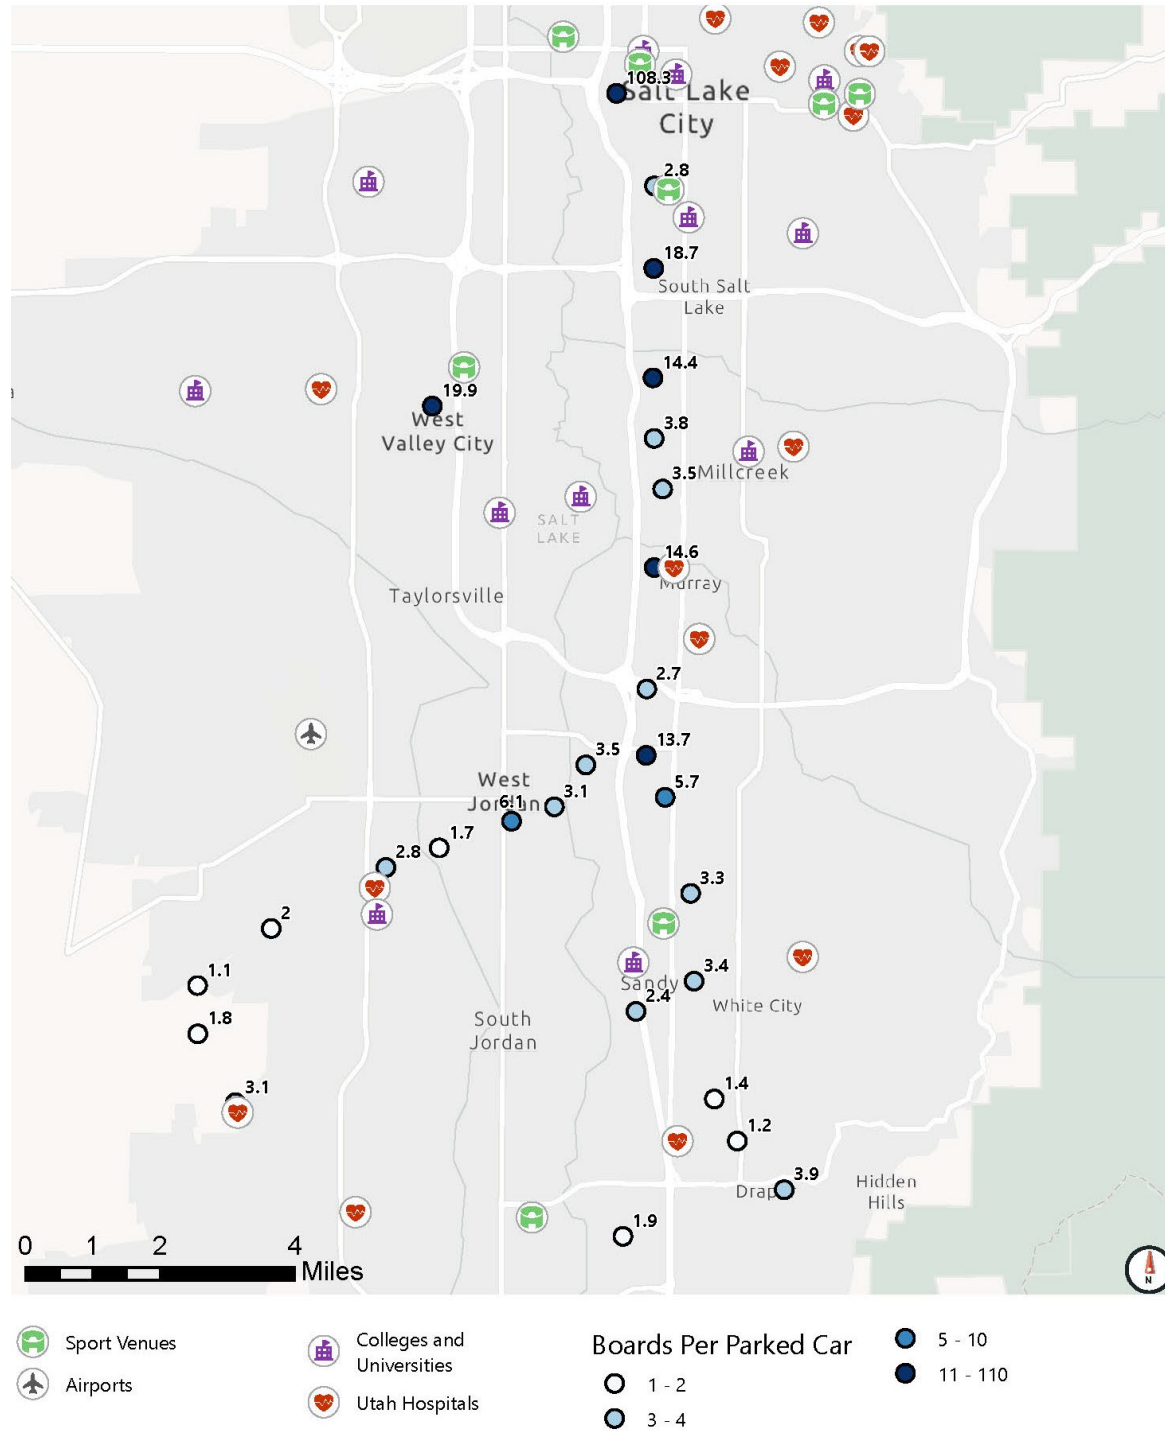 108.3
Salt Lake
City
2.8
18.7
South Salt
Lake
14.4
19.9
West
Valley City
3.8
3.5
Millcreek
SALT
LAKE
14.6
Murray
Taylorsville
2.7
13.7
3.5
5.7
West
Jordan
3.1
6.1
1.7
2.8
3.3
2
3.4
Sandy
2.4
White City
1.1
1.8
South
Jordan
3.1
1.4
1.2
3.9
Draper
Hidden
Hills
1.9
0 1 2 4
Miles
N
Sport Venues
Airports
Colleges and
Universities
Utah Hospitals
Boards Per Parked Car
1 - 2
3 - 4
5 - 10
11 - 110